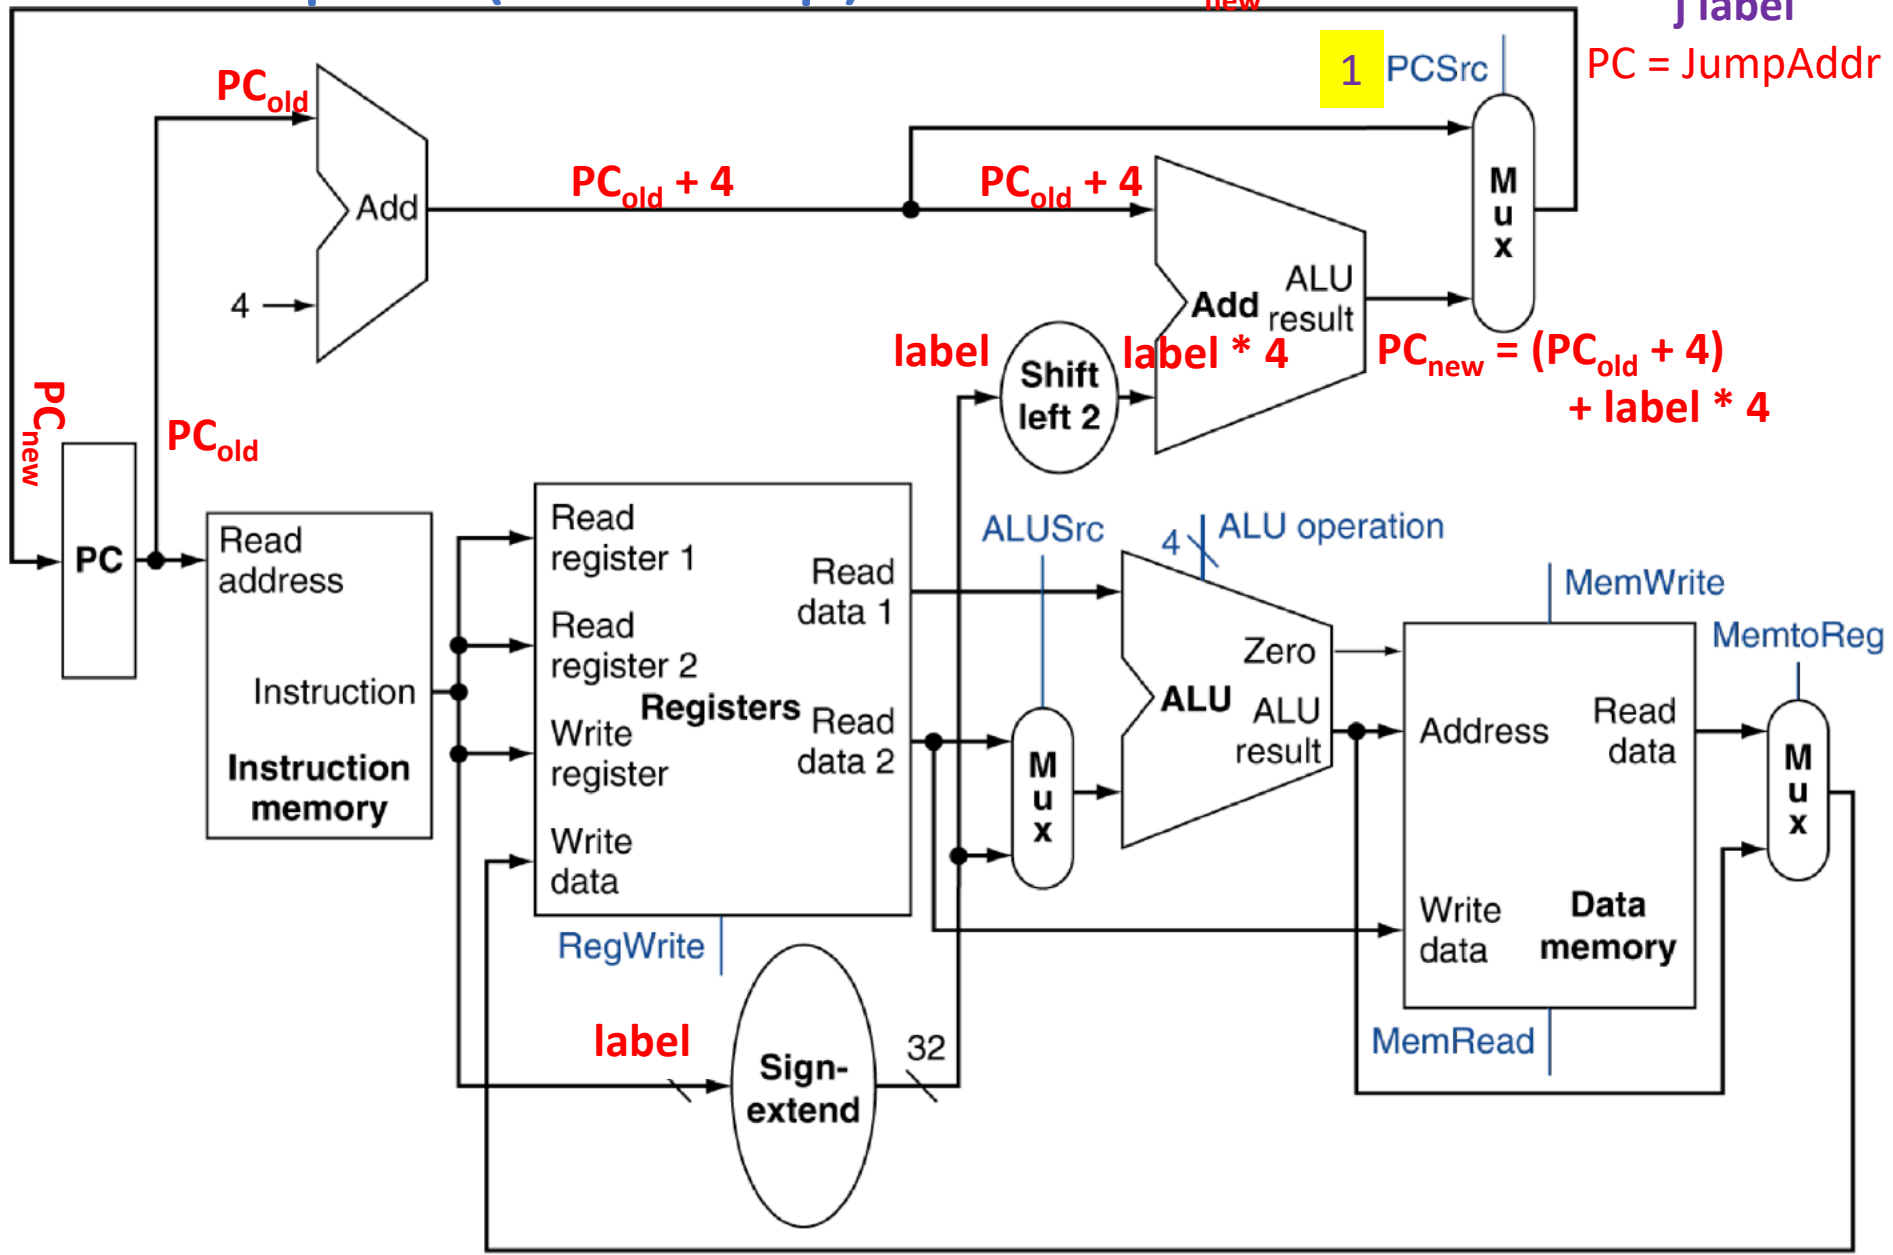 j label
new
1 PCSrc
PC = JumpAddr
PCold
PCold + 4
PCold + 4
Add
4
M
u
x
Add
ALU
result
label
Shift
left 2
label * 4
PCnew = (PCold + 4)
+ label * 4
PCnew
PCold
PC
Read
address
Instruction
Instruction
memory
Read
register 1
Read
register 2
Write
register
Write
data
Registers
Read
data 1
Read
data 2
RegWrite
ALUSrc
M
u
x
4
ALU operation
Zero
ALU
ALU
result
MemWrite
MemtoReg
Address
Read
data
Write
data
Data
memory
MemRead
M
u
x
label
Sign-
extend
32